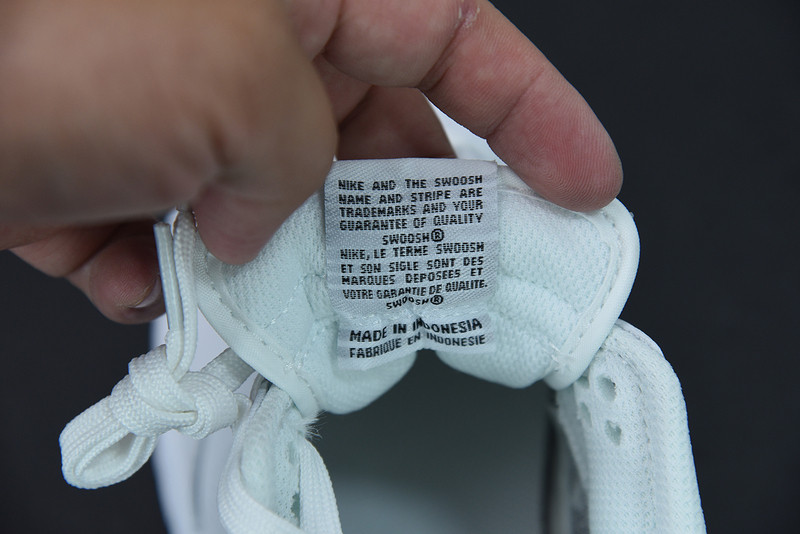 NIKE AND THE SWOOSH
NAME AND STRIPE ARE
TRADEMARKS AND YOUR
GUARANTEE OF QUALITY
SWOOSH®
NIKE, LE TERME SWOOSH
ET SON SIGLE SONT DES
MARQUES DEPOSEES ET
VOTRE GARANTIE DE QUALITE.
SWOOSH®
MADE IN INDONESIA
FABRIQUE EN INDONESIE